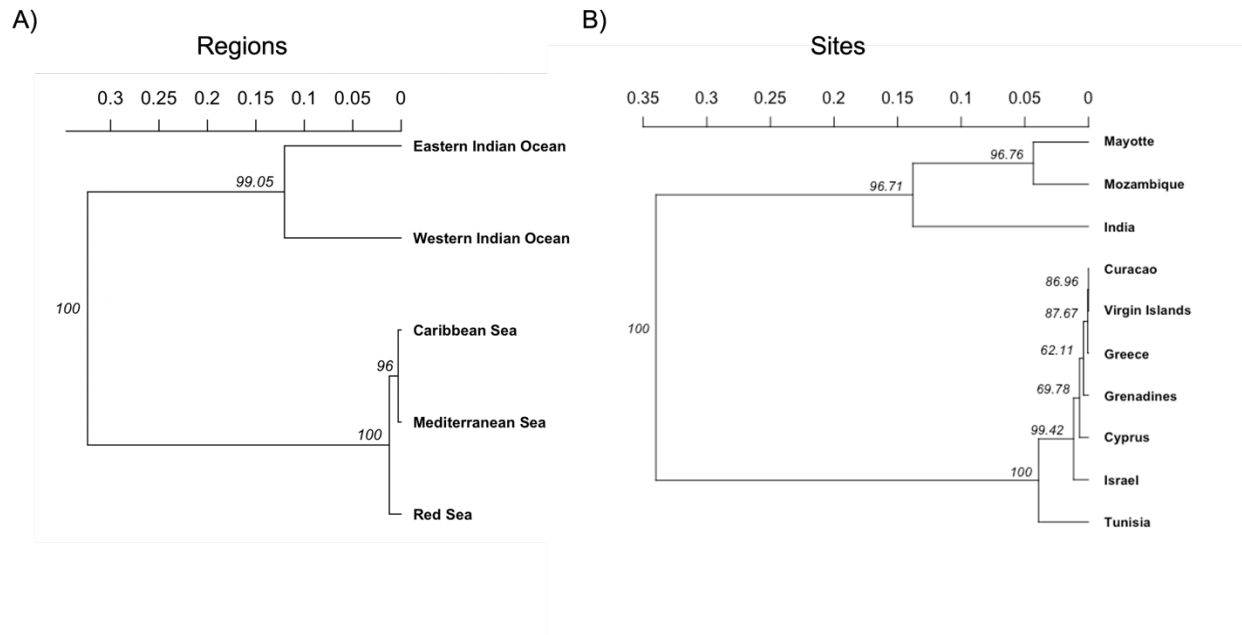 A)
Regions
0.3 0.25 0.2 0.15 0.1 0.05 0
Eastern Indian Ocean
99.05
Western Indian Ocean
100
Caribbean Sea
96
Mediterranean Sea
100
Red Sea
B)
Sites
0.35 0.3 0.25 0.2 0.15 0.1 0.05 0
Mayotte
96.76
Mozambique
96.71
India
Curacao
86.96
Virgin Islands
87.67
100
62.11
Greece
69.78
Grenadines
99.42
Cyprus
100
Israel
Tunisia